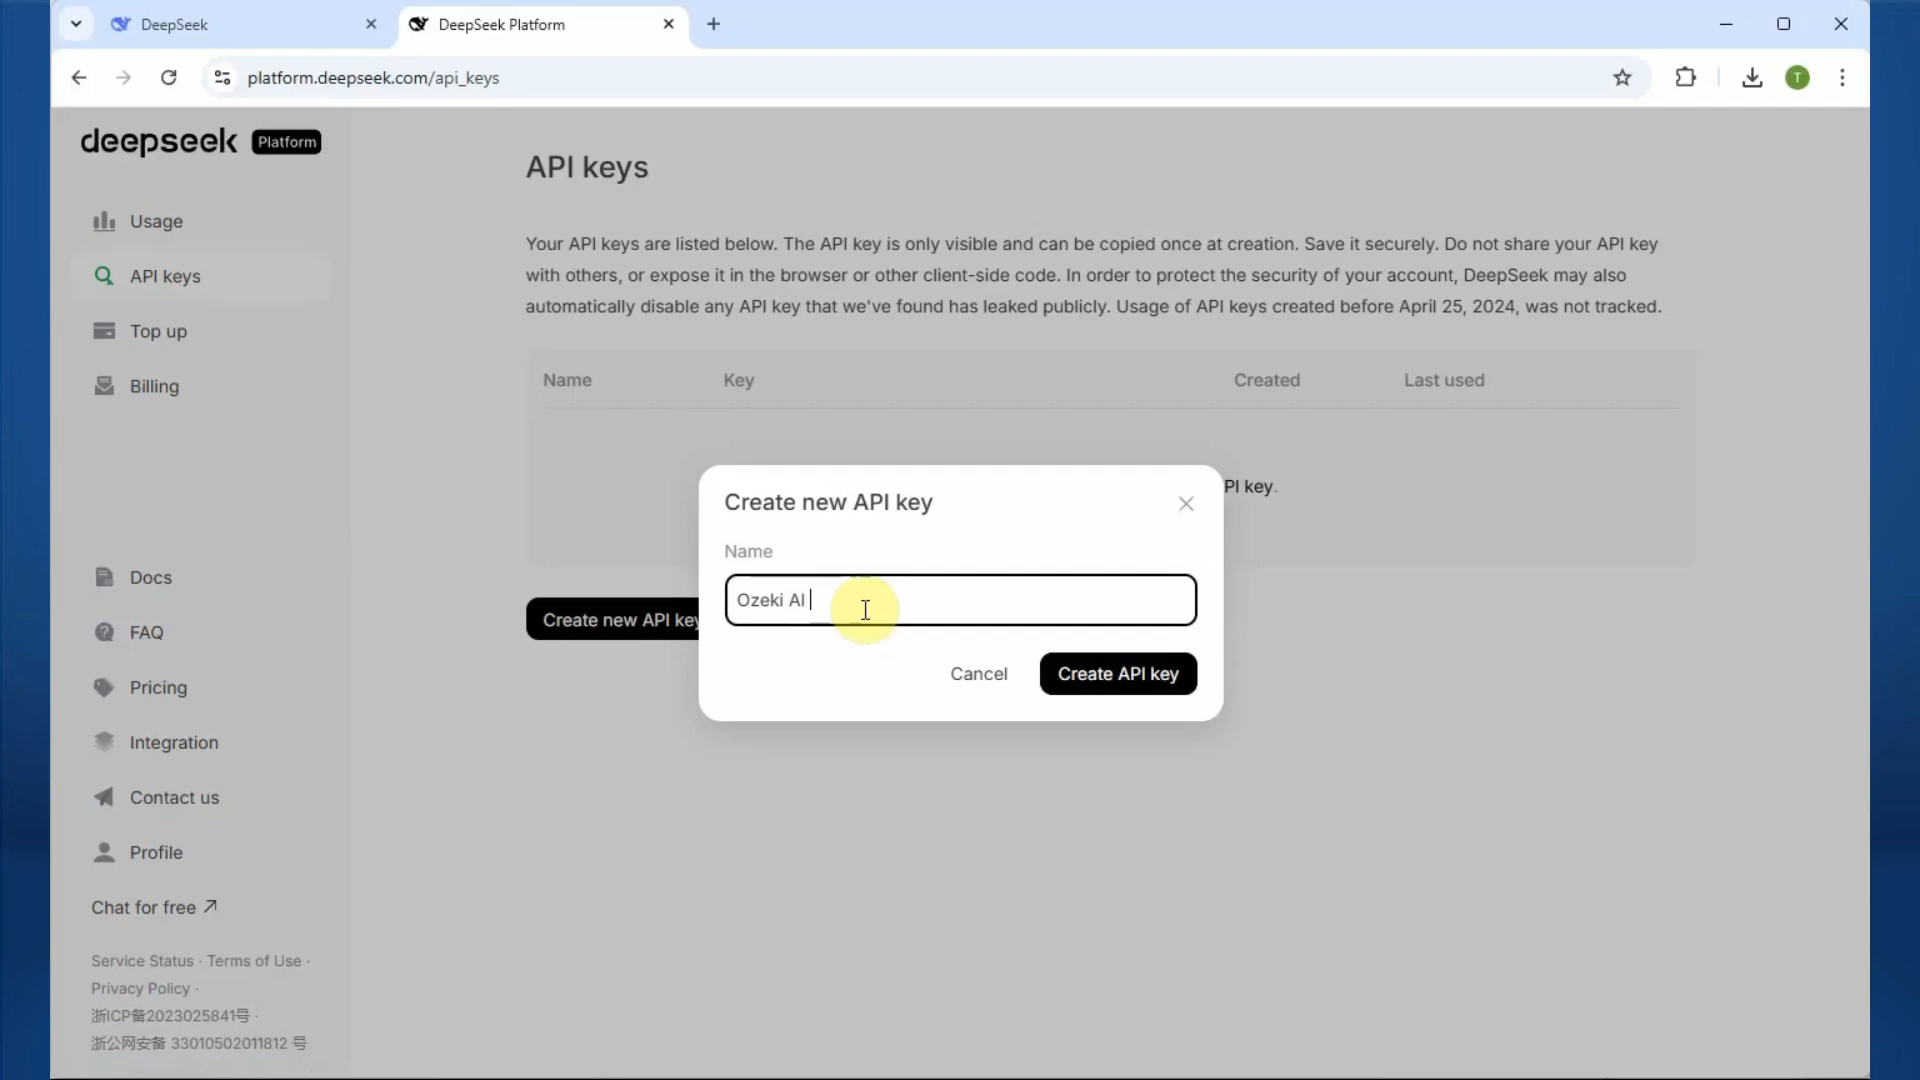 DeepSeek
DeepSeek Platform
platform.deepseek.com/api_keys
T
deepseek Platform
Usage
API keys
Top up
Billing
Docs
FAQ
Pricing
Integration
Contact us
Profile
Chat for free
Service Status · Terms of Use ·
Privacy Policy ·
浙ICP备2023025841号 ·
浙公网安备 33010502011812 号
API keys
Your API keys are listed below. The API key is only visible and can be copied once at creation. Save it securely. Do not share your API key
with others, or expose it in the browser or other client-side code. In order to protect the security of your account, DeepSeek may also
automatically disable any API key that we've found has leaked publicly. Usage of API keys created before April 25, 2024, was not tracked.
Name Key Created Last used
PI key.
Create new API key
Create new API key
Name
Ozeki AI
Cancel Create API key